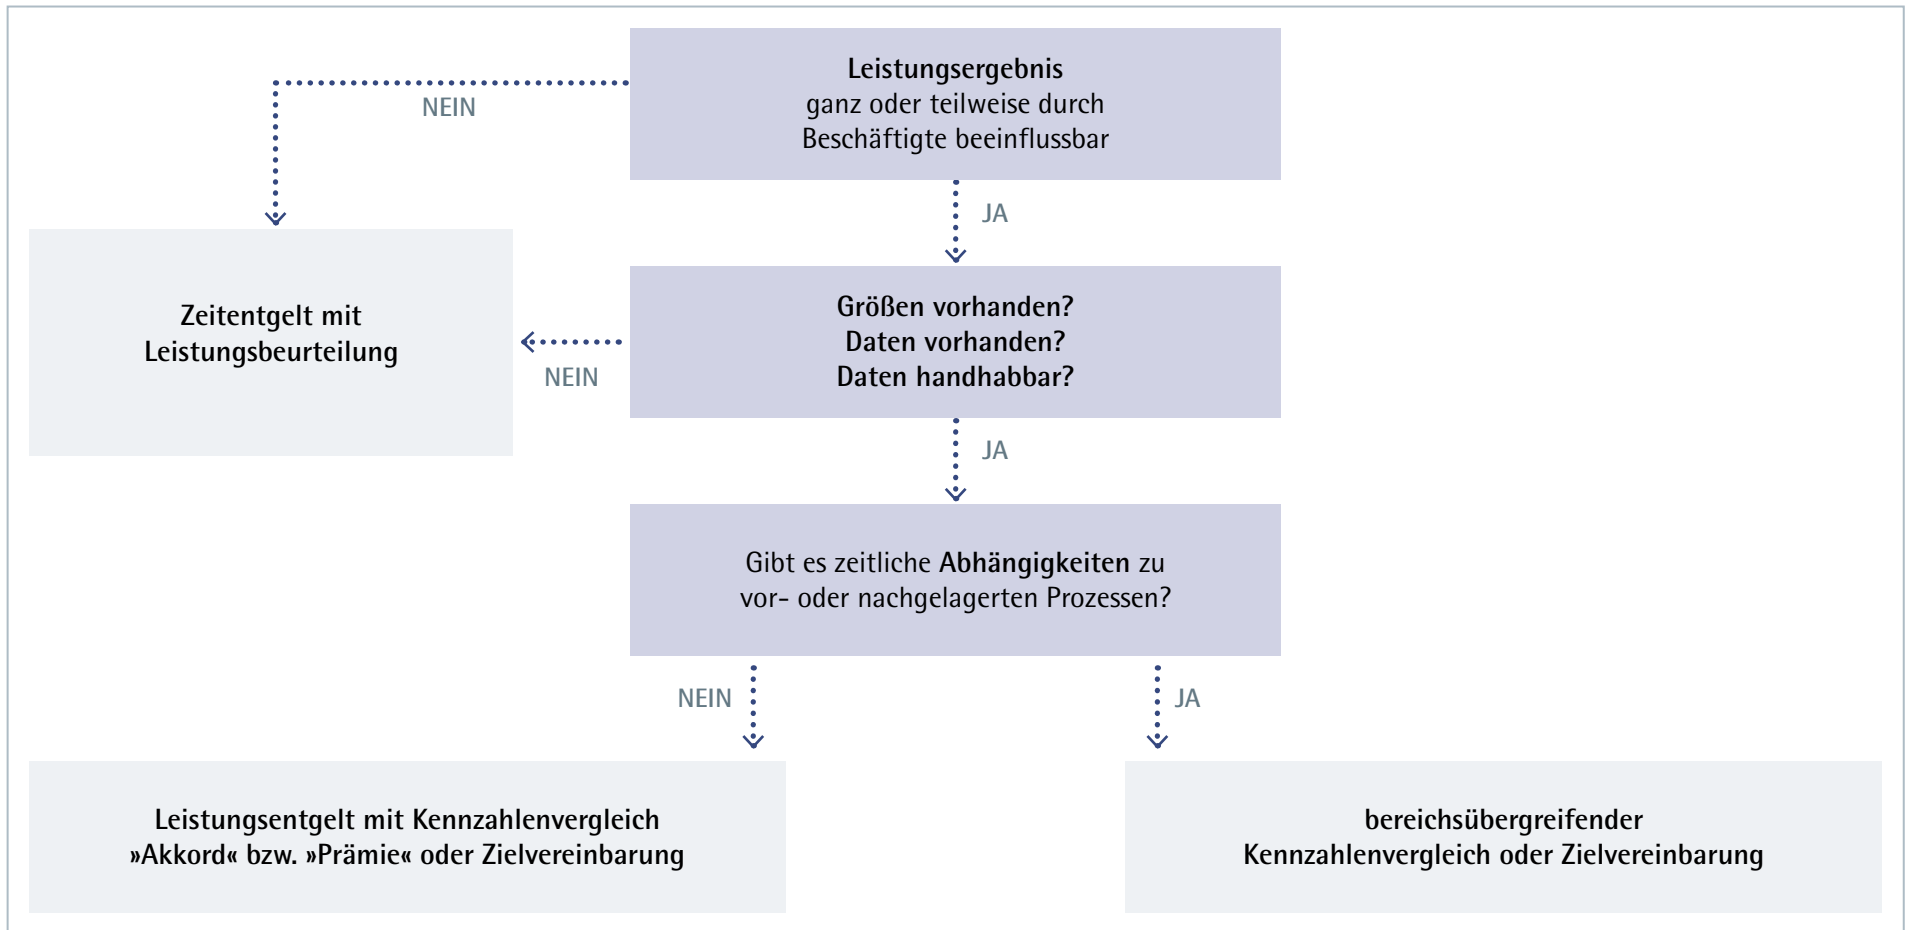 Leistungsergebnis
ganz oder teilweise durch
Beschäftigte beeinflussbar
NEIN
JA
Zeitentgelt mit
Leistungsbeurteilung
Größen vorhanden?
Daten vorhanden?
Daten handhabbar?
NEIN
JA
Gibt es zeitliche Abhängigkeiten zu
vor- oder nachgelagerten Prozessen?
NEIN
JA
Leistungsentgelt mit Kennzahlenvergleich
»Akkord« bzw. »Prämie« oder Zielvereinbarung
bereichsübergreifender
Kennzahlenvergleich oder Zielvereinbarung